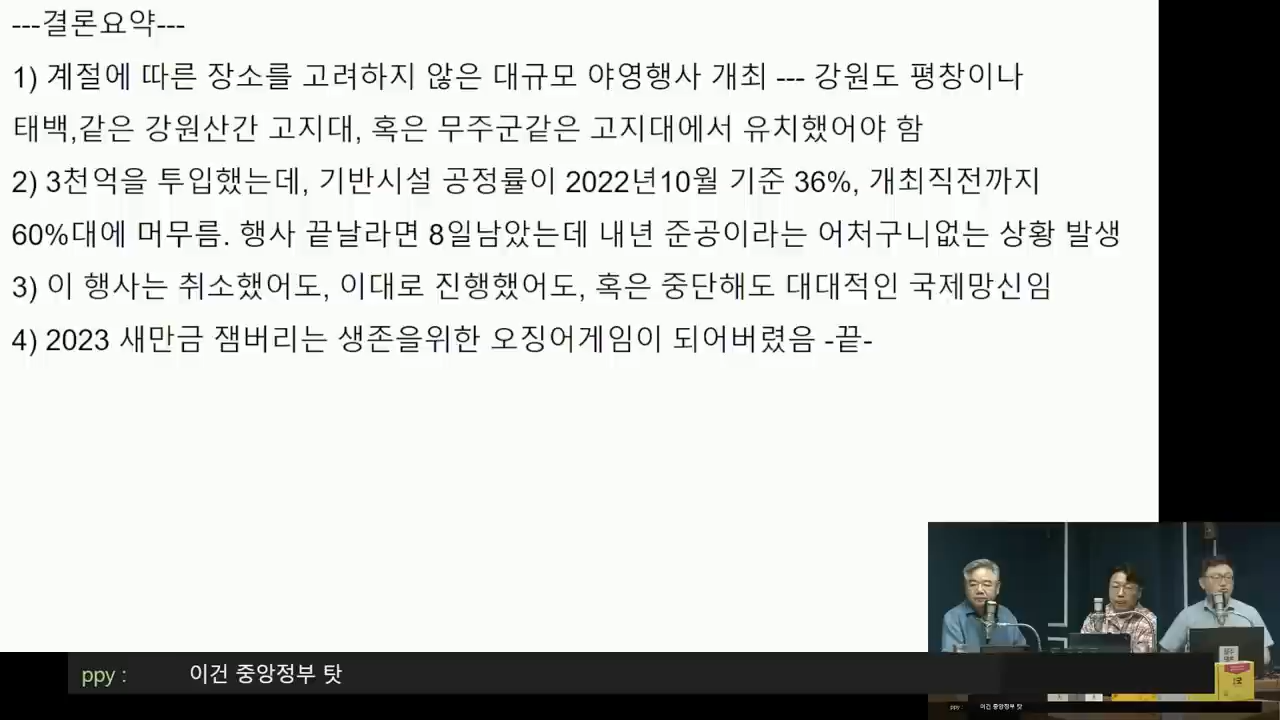 ---결론요약---
1) 계절에 따른 장소를 고려하지 않은 대규모 야영행사 개최 --- 강원도 평창이나
태백,같은 강원산간 고지대, 혹은 무주군같은 고지대에서 유치했어야 함
2) 3천억을 투입했는데, 기반시설 공정률이 2022년10월 기준 36%, 개최직전까지
60%대에 머무름. 행사 끝날라면 8일남았는데 내년 준공이라는 어처구니없는 상황 발생
3) 이 행사는 취소했어도, 이대로 진행했어도, 혹은 중단해도 대대적인 국제망신임
4) 2023 새만금 잼버리는 생존을위한 오징어게임이 되어버렸음 -끝-
ppy : 이건 중앙정부 탓
ppy : 이건 중앙정부 탓